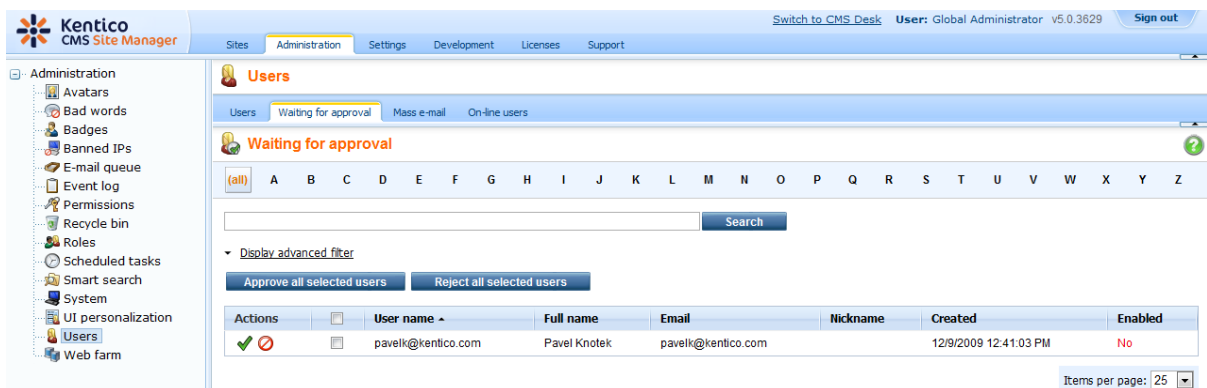 Kentico
CMS Site Manager
Switch to CMS Desk User: Global Administrator v5.0.3629 Sign out
Sites Administration Settings Development Licenses Support
Administration
Avatars
Bad words
Badges
Banned IPs
E-mail queue
Event log
Permissions
Recycle bin
Roles
Scheduled tasks
Smart search
System
UI personalization
Users
Web farm
Users
Users Waiting for approval Mass e-mail On-line users
Waiting for approval
(all) A B C D E F G H I J K L M N O P Q R S T U V W X Y Z
Search
Display advanced filter
Approve all selected users Reject all selected users
Actions User name Full name Email Nickname Created Enabled
pavelk@kentico.com Pavel Knotek pavelk@kentico.com 12/9/2009 12:41:03 PM No
Items per page: 25